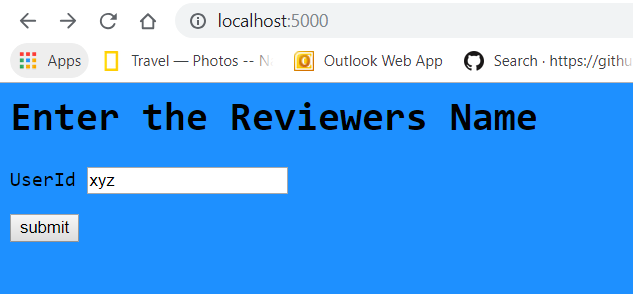 localhost:5000
Apps Travel — Photos -- N Outlook Web App Search · https://githu
Enter the Reviewers Name
UserId xyz
submit